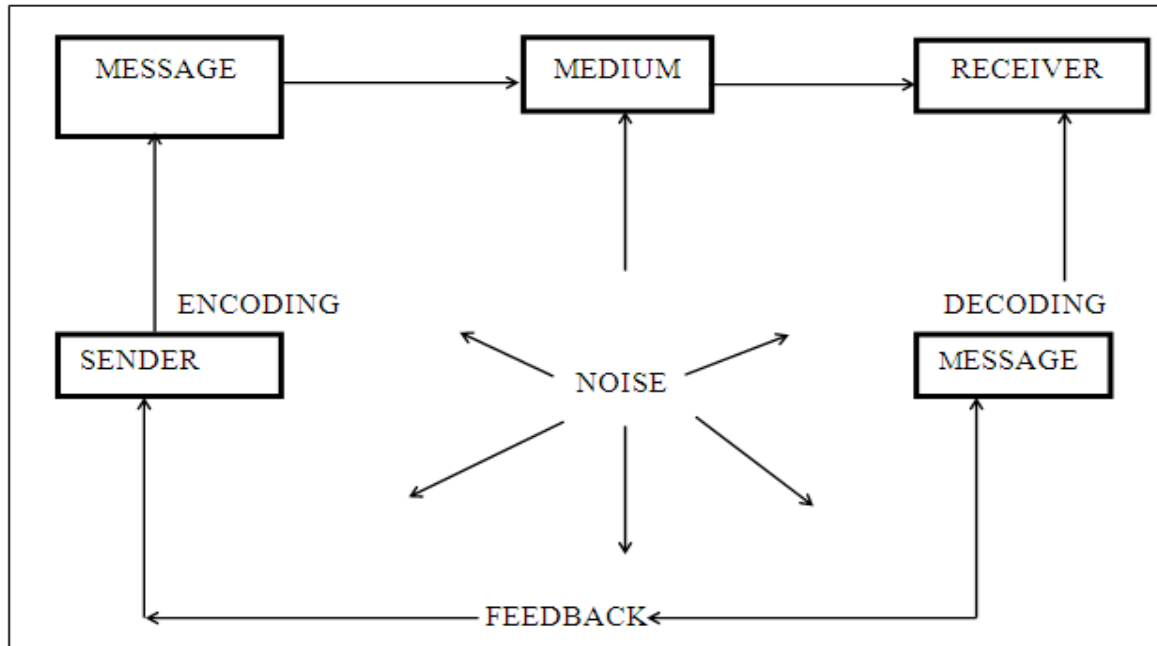 MESSAGE
MEDIUM
RECEIVER
ENCODING
DECODING
SENDER
MESSAGE
NOISE
FEEDBACK